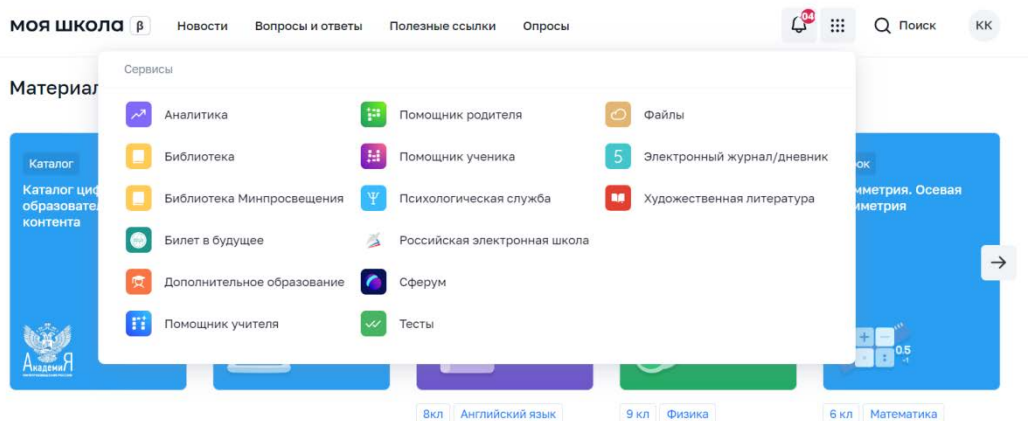 моя школа β Новости Вопросы и ответы Полезные ссылки Опросы 04 Поиск КК
Сервисы
Аналитика
Библиотека
Библиотека Минпросвещения
Билет в будущее
Дополнительное образование
Помощник учителя
Помощник родителя
Помощник ученика
Психологическая служба
Российская электронная школа
Сферум
Тесты
Файлы
5 Электронный журнал/дневник
Художественная литература
Материал
Каталог
Каталог циф
образовате
контента
АкадемиЯ
ок
мметрия. Осевая
мметрия
0.5
-1
8кл Английский язык
9 кл Физика
6 кл Математика